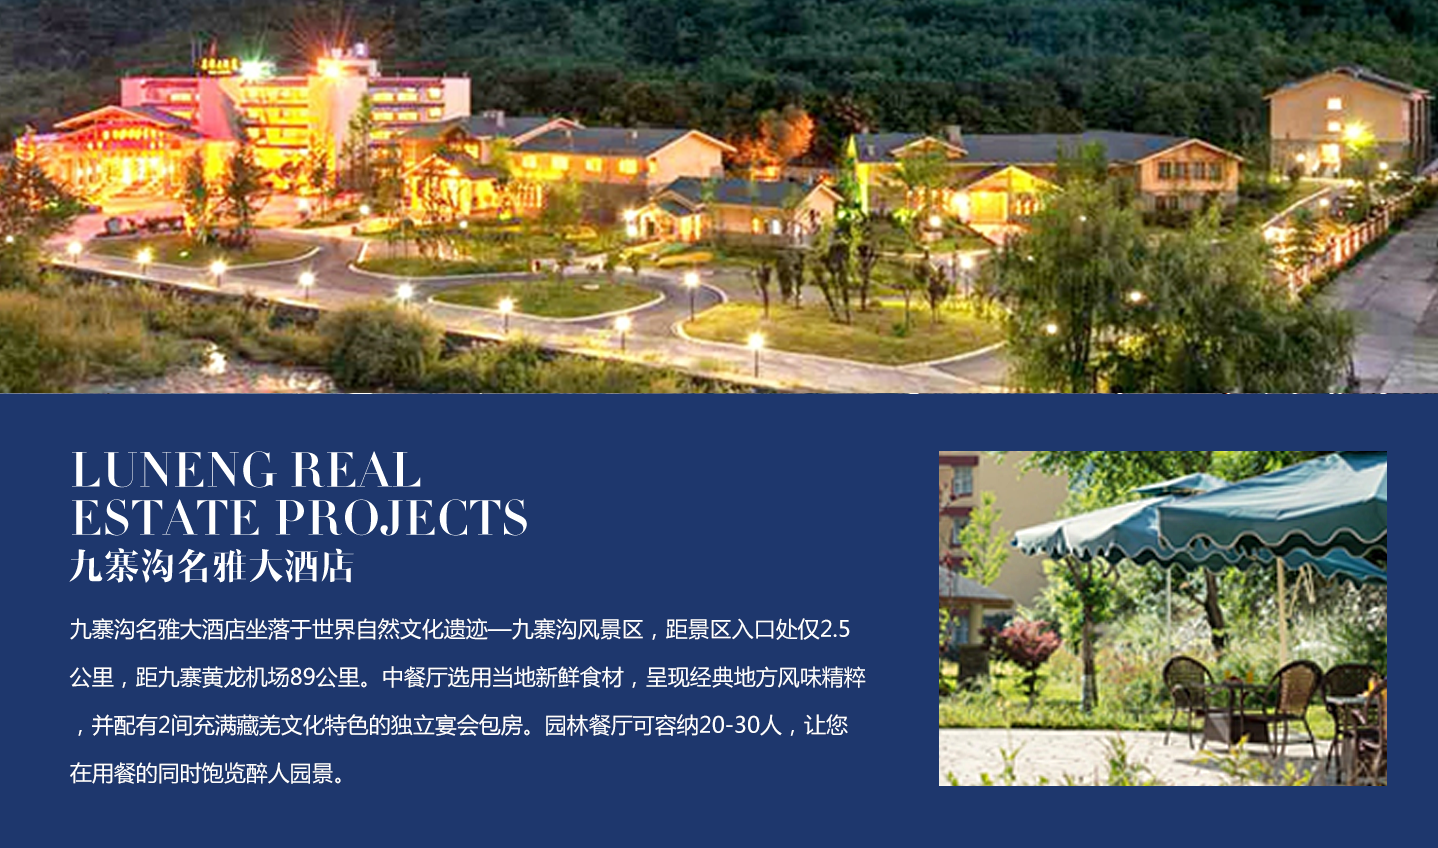 LUNENG REAL
ESTATE PROJECTS
九寨沟名雅大酒店
九寨沟名雅大酒店坐落于世界自然文化遗迹—九寨沟风景区，距景区入口处仅2.5
公里，距九寨黄龙机场89公里。中餐厅选用当地新鲜食材，呈现经典地方风味精粹
，并配有2间充满藏羌文化特色的独立宴会包房。园林餐厅可容纳20-30人，让您
在用餐的同时饱览醉人园景。